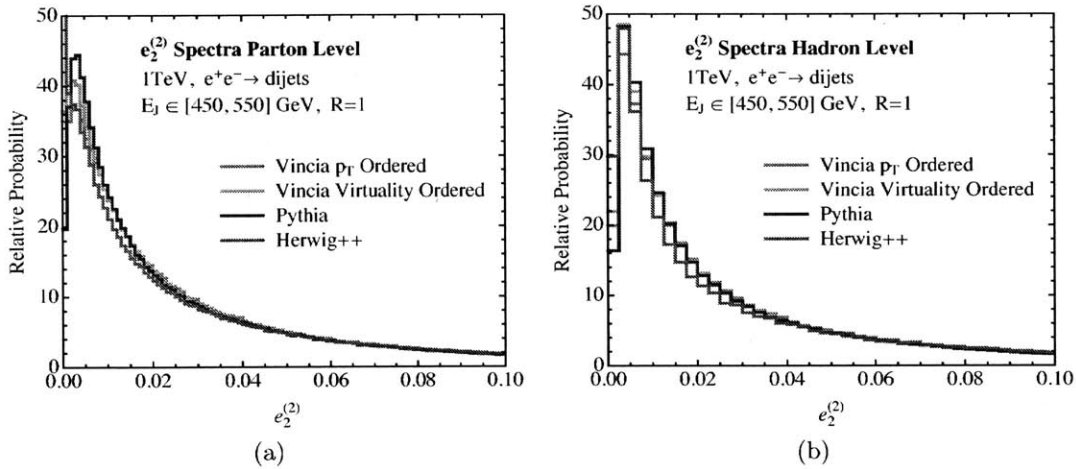 e₂⁽²⁾ Spectra Parton Level
1TeV, e⁺e⁻→ dijets
E_J ∈ [450, 550] GeV, R=1
Vincia p_T Ordered
Vincia Virtuality Ordered
Pythia
Herwig++
Relative Probability
50
40
30
20
10
0
0.00 0.02 0.04 0.06 0.08 0.10
e₂⁽²⁾
(a)
e₂⁽²⁾ Spectra Hadron Level
1TeV, e⁺e⁻→ dijets
E_J ∈ [450, 550] GeV, R=1
Vincia p_T Ordered
Vincia Virtuality Ordered
Pythia
Herwig++
Relative Probability
50
40
30
20
10
0
0.00 0.02 0.04 0.06 0.08 0.10
e₂⁽²⁾
(b)